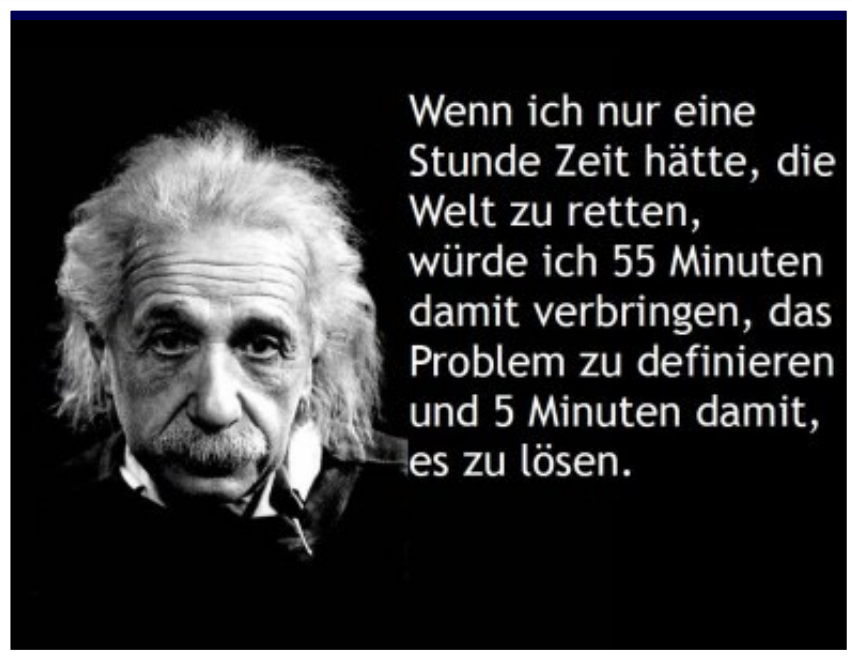 Wenn ich nur eine
Stunde Zeit hätte, die
Welt zu retten,
würde ich 55 Minuten
damit verbringen, das
Problem zu definieren
und 5 Minuten damit,
es zu lösen.